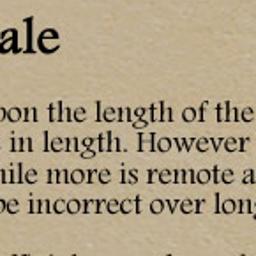 ale
pon the length of the
in length. However
hile more is remote a
be incorrect over long